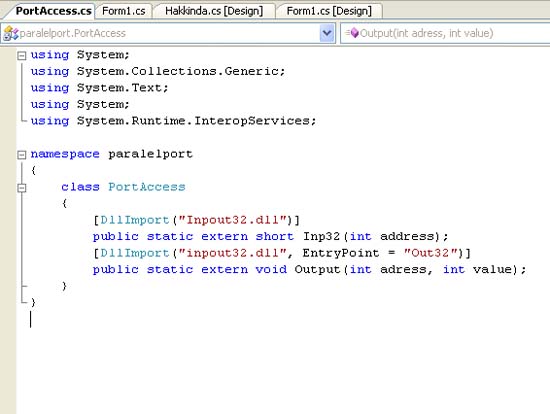 PortAccess.cs Form1.cs Hakkinda.cs [Design] Form1.cs [Design]
paralelport.PortAccess Output(int adress, int value)
using System;
using System.Collections.Generic;
using System.Text;
using System;
using System.Runtime.InteropServices;
namespace paralelport
{
class PortAccess
{
[DllImport("Inpout32.dll")]
public static extern short Inp32(int address);
[DllImport("inpout32.dll", EntryPoint = "Out32")]
public static extern void Output(int adress, int value);
}
}